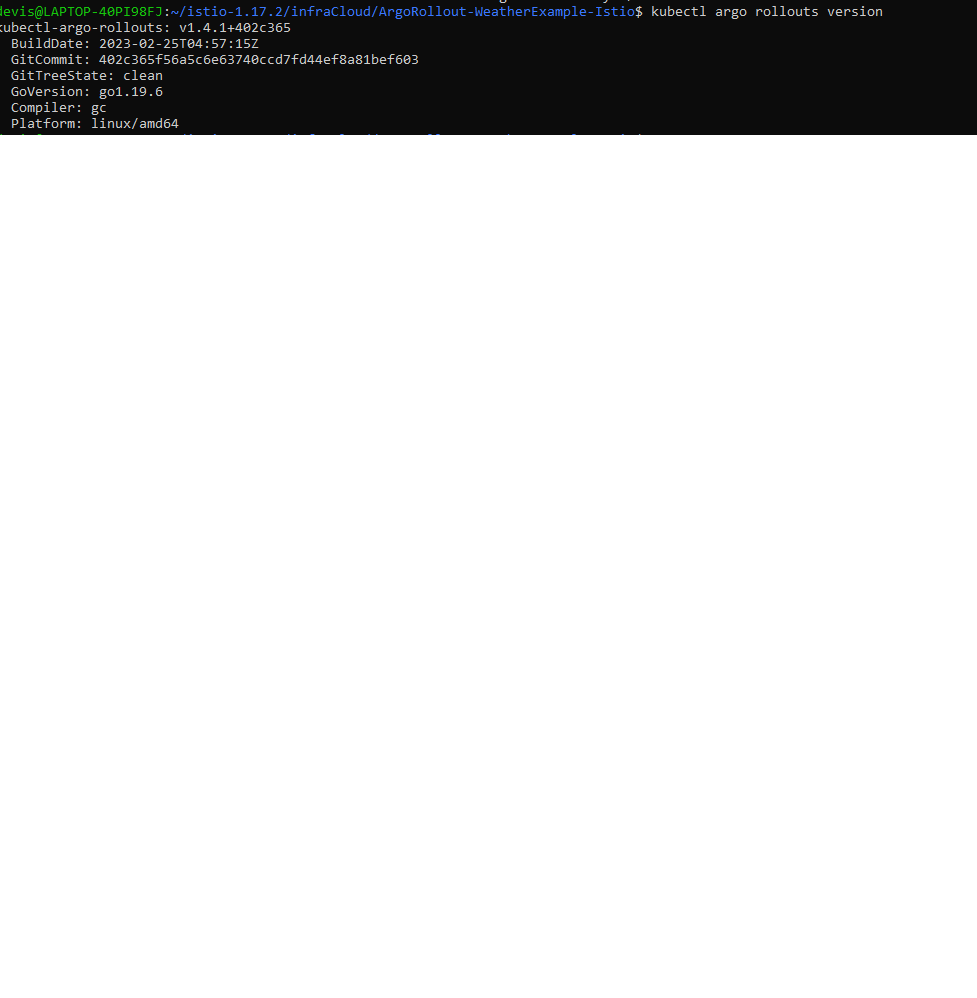 devis@LAPTOP-40PI98FJ:~/istio-1.17.2/infraCloud/ArgoRollout-WeatherExample-Istio$ kubectl argo rollouts version
kubectl-argo-rollouts: v1.4.1+402c365
BuildDate: 2023-02-25T04:57:15Z
GitCommit: 402c365f56a5c6e63740ccd7fd44ef8a81bef603
GitTreeState: clean
GoVersion: go1.19.6
Compiler: gc
Platform: linux/amd64